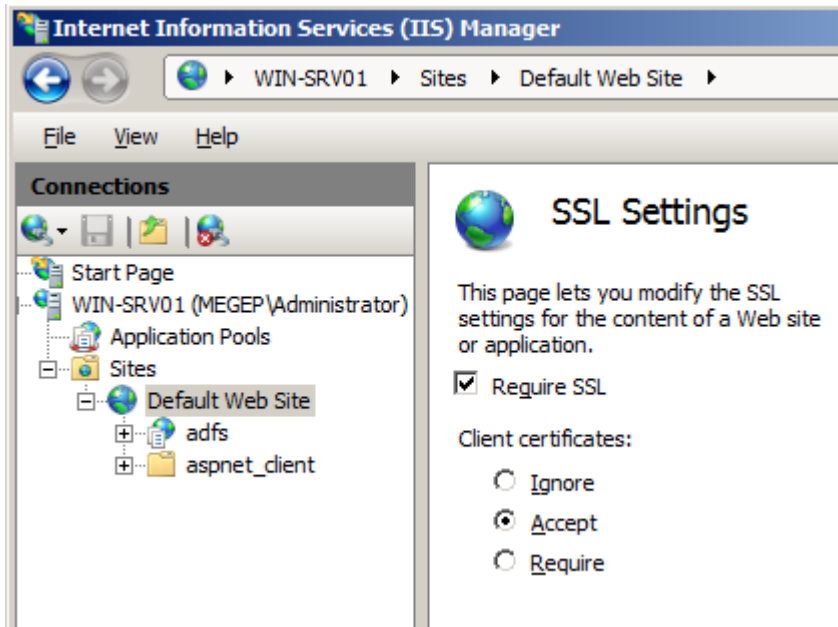 Internet Information Services (IIS) Manager
WIN-SRV01 Sites Default Web Site
File View Help
Connections
Start Page
WIN-SRV01 (MEGEP\Administrator)
Application Pools
Sites
Default Web Site
adfs
aspnet_client
SSL Settings
This page lets you modify the SSL
settings for the content of a Web site
or application.
Require SSL
Client certificates:
Ignore
Accept
Require